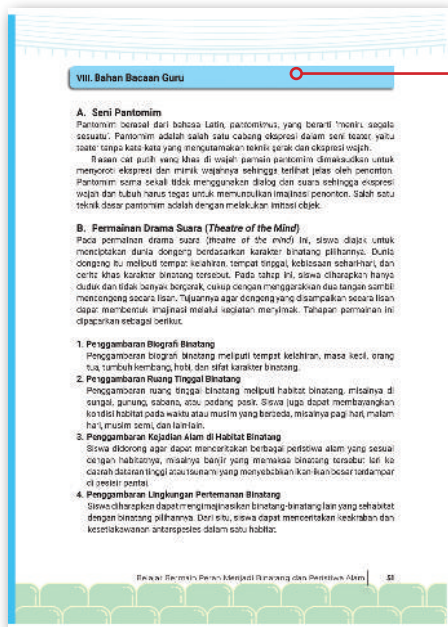 VIII. Bahan Bacaan Guru
A. Seni Pantomim
Pantomim berasal dari bahasa Latin, pantomimus, yang berarti 'meniru segala
sesuatu'. Pantomim adalah salah satu cabang ekspresi dalam seni teater, yaitu
teater tanpa kata-kata yang mengutamakan teknik gerak dan ekspresi wajah.
Riasan cat putih yang khas di wajah pemain pantomim dimaksudkan untuk
menyoroti ekspresi dan mimik wajahnya sehingga terlihat jelas oleh penonton.
Pantomim sama sekali tidak menggunakan dialog dan suara sehingga ekspresi
wajah dan tubuh harus tegas untuk memunculkan imajinasi penonton. Salah satu
teknik dasar pantomim adalah dengan melakukan imitasi objek.
B. Permainan Drama Suara (Theatre of the Mind)
Pada permainan drama suara (theatre of the mind) ini, siswa diajak untuk
menciptakan dunia dongeng berdasarkan karakter binatang pilihannya. Dunia
dongeng itu meliputi tempat kelahiran, tempat tinggal, kebiasaan sehari-hari, dan
cerita khas karakter binatang tersebut. Pada tahap ini, siswa diharapkan hanya
duduk dan tidak banyak bergerak, cukup dengan menggerakkan dua tangan sambil
mendongeng secara lisan. Tujuannya agar dongeng yang disampaikan secara lisan
dapat membentuk imajinasi melalui kegiatan menyimak. Tahapan permainan ini
dipaparkan sebagai berikut.
1. Penggambaran Biografi Binatang
Penggambaran biografi binatang meliputi tempat kelahiran, masa kecil, orang
tua, tumbuh kembang, hobi, dan sifat karakter binatang.
2. Penggambaran Ruang Tinggal Binatang
Penggambaran ruang tinggal binatang meliputi habitat binatang, misalnya di
sungai, gunung, sabana, atau padang pasir. Siswa juga dapat membayangkan
kondisi habitat pada waktu atau musim yang berbeda, misalnya pagi hari, malam
hari, musim semi, dan lain-lain.
3. Penggambaran Kejadian Alam di Habitat Binatang
Siswa didorong agar dapat menceritakan berbagai peristiwa alam yang sesuai
dengan habitatnya, misalnya banjir yang memaksa binatang tersebut lari ke
daerah dataran tinggi atau tsunami yang menyebabkan ikan-ikan besar terdampar
di pesisir pantai.
4. Penggambaran Lingkungan Pertemanan Binatang
Siswa diharapkan dapat mengimajinasikan binatang-binatang lain yang sehabitat
dengan binatang pilihannya. Dari situ, siswa dapat menceritakan keakraban dan
kesetiakawanan antarspesies dalam satu habitat.
Belajar Bermain Peran Menjadi Binatang dan Peristiwa Alam